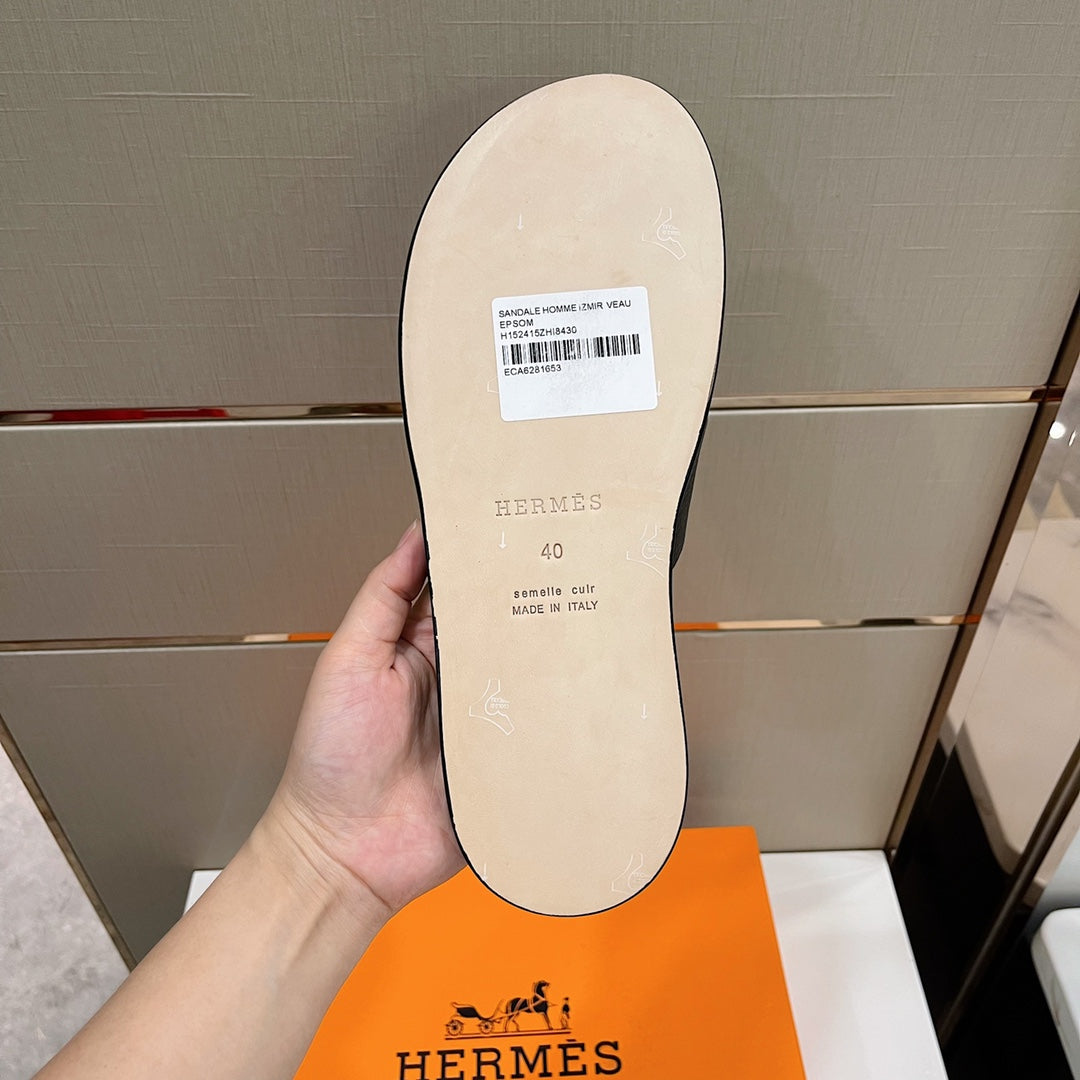 SANDALE HOMME IZMIR VEAU
EPSOM
H152415ZHI8430
ECA6281653
HERMÈS
40
semelle cuir
MADE IN ITALY
HERMÈS